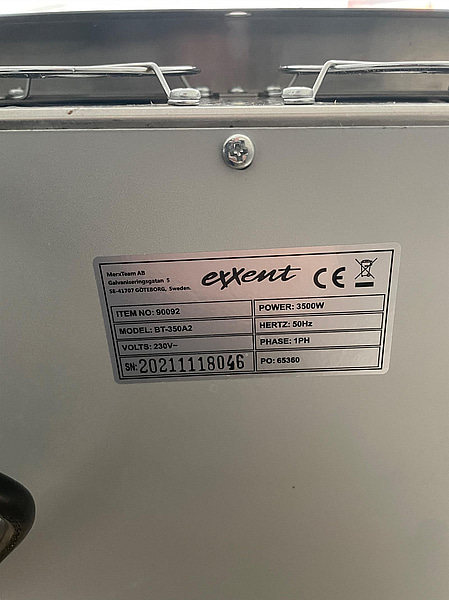 MerxTeam AB
Galvaniseringsgatan 5
SE-41707 GÖTEBORG, Sweden.
exxent
CE
ITEM NO: 90092
POWER: 3500W
MODEL: BT-350A2
HERTZ: 50Hz
VOLTS: 230V~
PHASE: 1PH
SN: 20211118046
PO: 65360